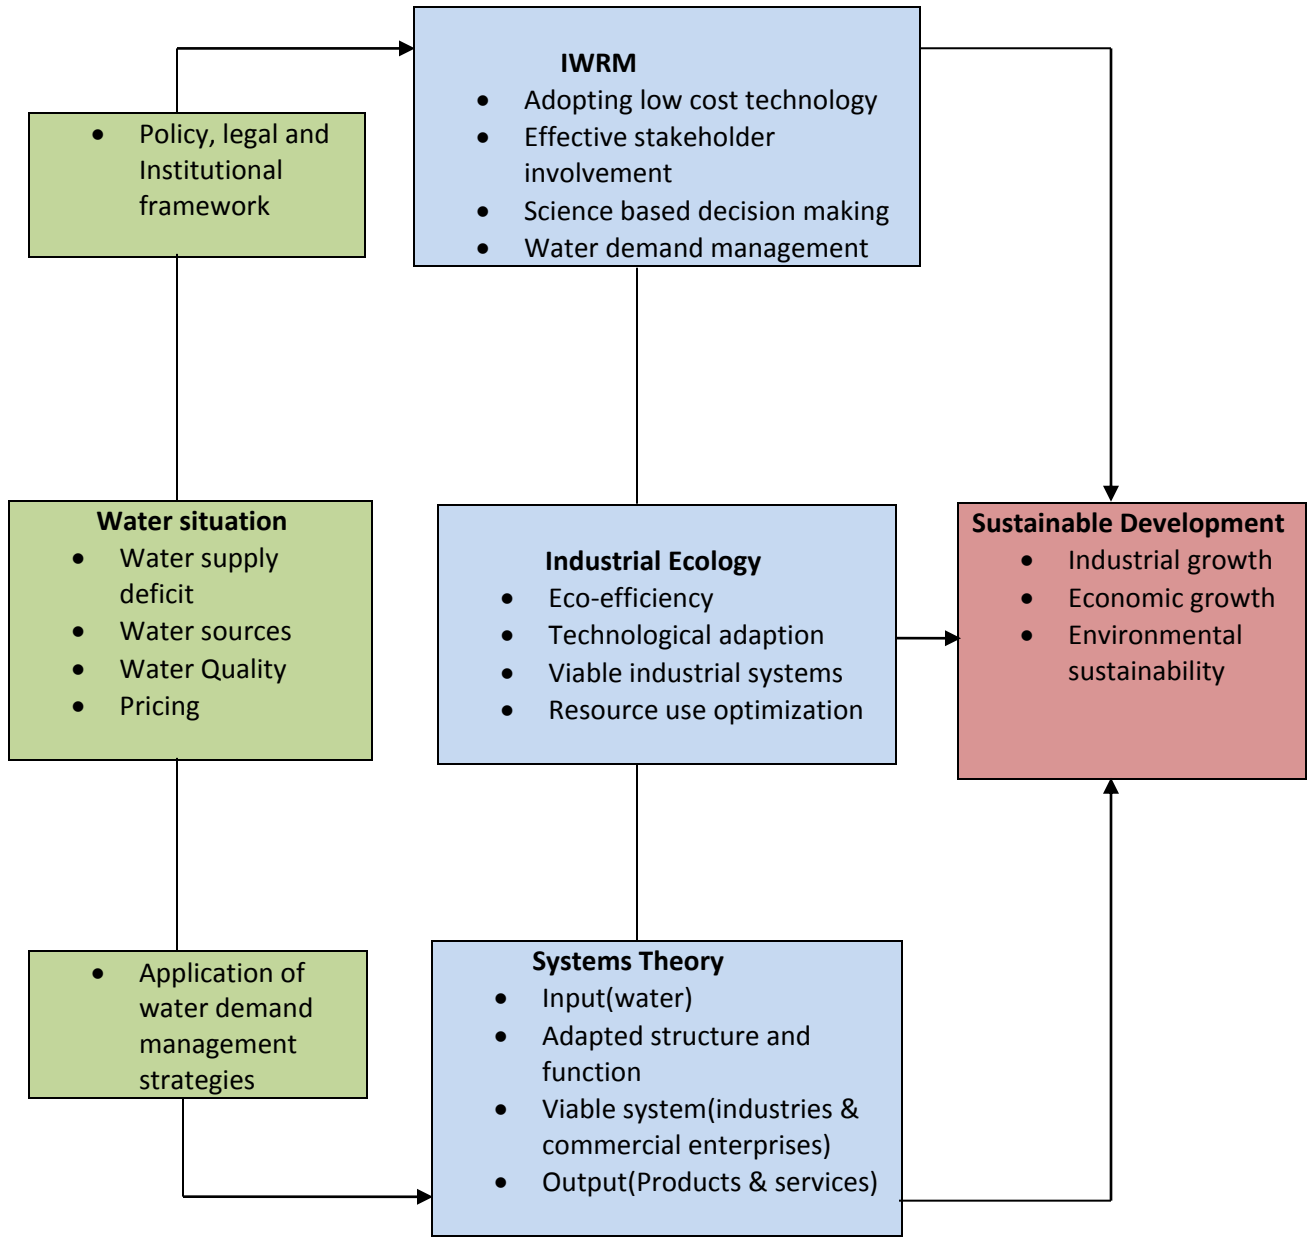 IWRM
• Adopting low cost technology
• Effective stakeholder
involvement
• Science based decision making
• Water demand management
• Policy, legal and
Institutional
framework
Water situation
• Water supply
deficit
• Water sources
• Water Quality
• Pricing
Industrial Ecology
• Eco-efficiency
• Technological adaption
• Viable industrial systems
• Resource use optimization
Sustainable Development
• Industrial growth
• Economic growth
• Environmental
sustainability
• Application of
water demand
management
strategies
Systems Theory
• Input(water)
• Adapted structure and
function
• Viable system(industries &
commercial enterprises)
• Output(Products & services)